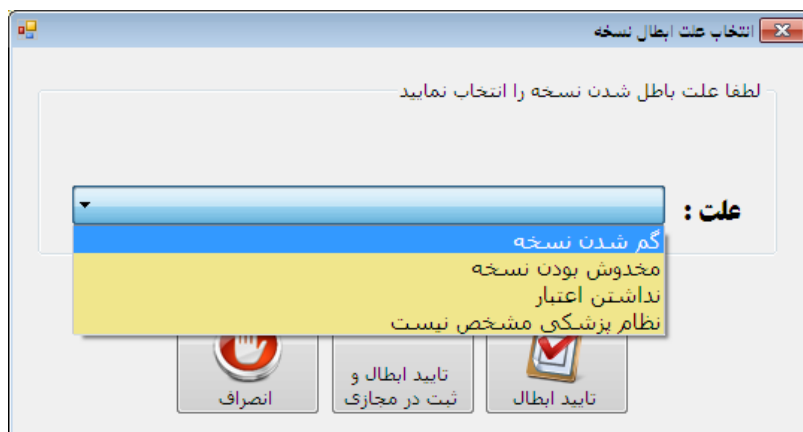 انتخاب علت ابطال نسخه
لطفا علت باطل شدن نسخه را انتخاب نمایید
علت :
گم شدن نسخه
مخدوش بودن نسخه
نداشتن اعتبار
نظام پزشکی مشخص نیست
تایید ابطال
تایید ابطال و
ثبت در مجازی
انصراف